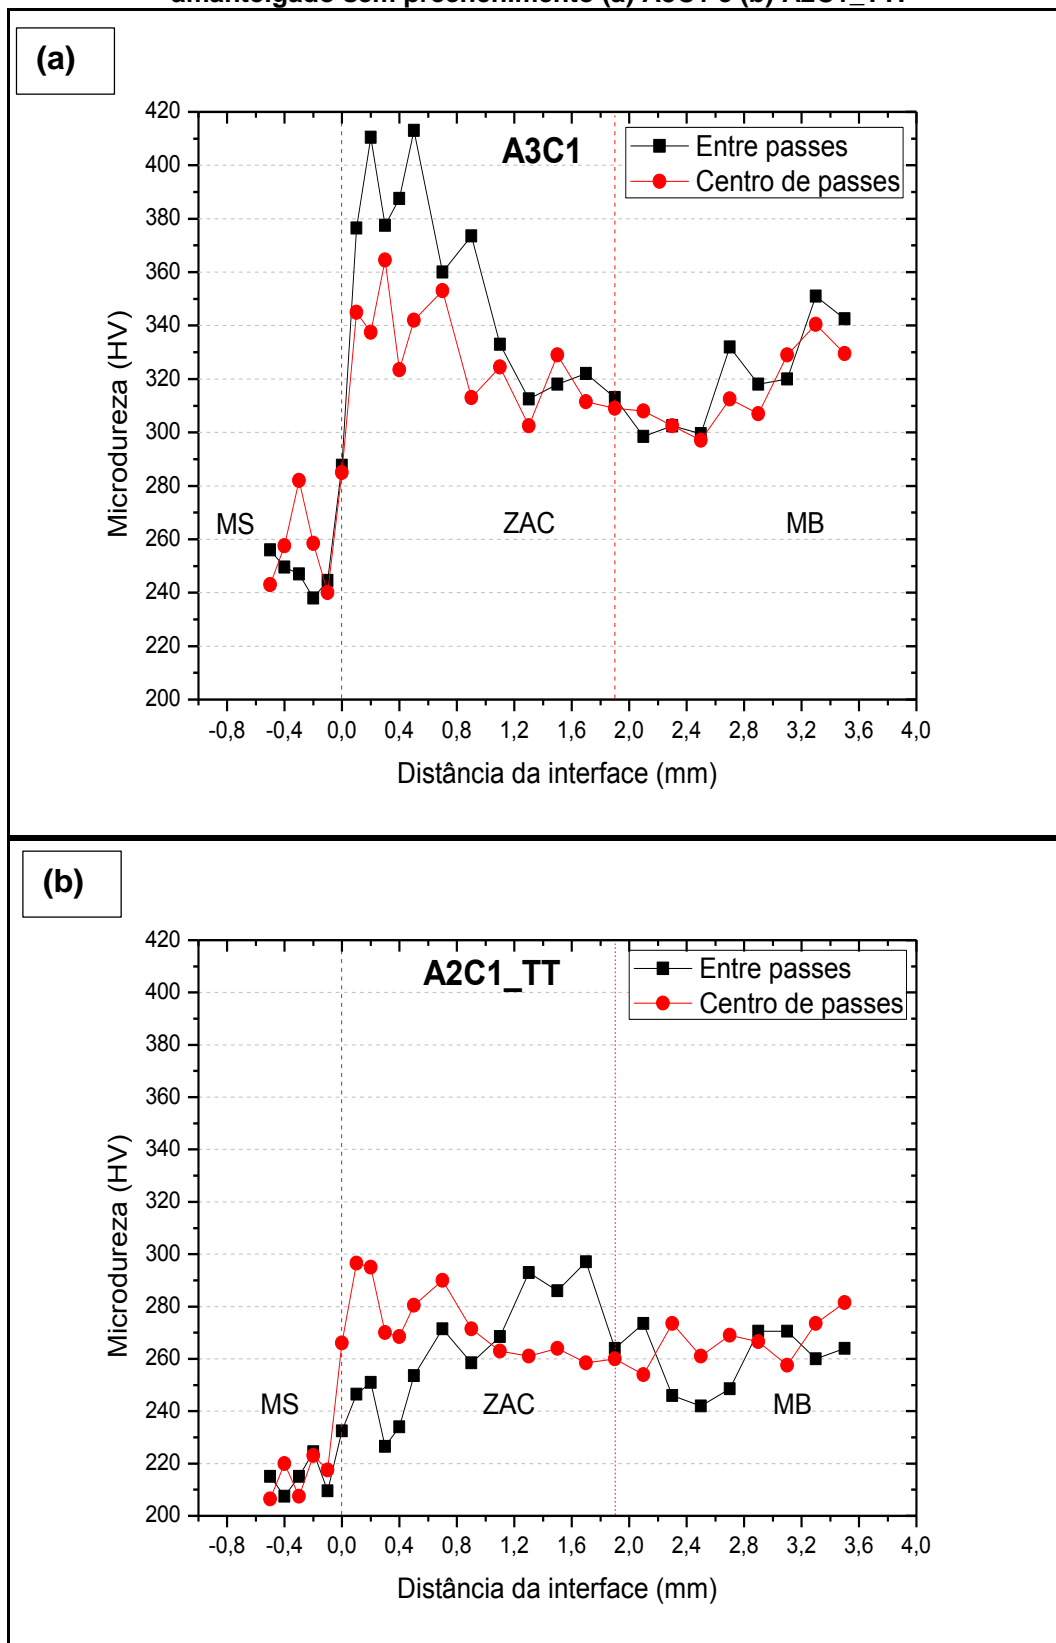 (a)
A3C1
Entre passes
Centro de passes
420
400
380
360
340
320
300
280
260
240
220
200
Microdureza (HV)
MS
ZAC
MB
-0,8 -0,4 0,0 0,4 0,8 1,2 1,6 2,0 2,4 2,8 3,2 3,6 4,0
Distância da interface (mm)
(b)
A2C1_TT
Entre passes
Centro de passes
420
400
380
360
340
320
300
280
260
240
220
200
Microdureza (HV)
MS
ZAC
MB
-0,8 -0,4 0,0 0,4 0,8 1,2 1,6 2,0 2,4 2,8 3,2 3,6 4,0
Distância da interface (mm)